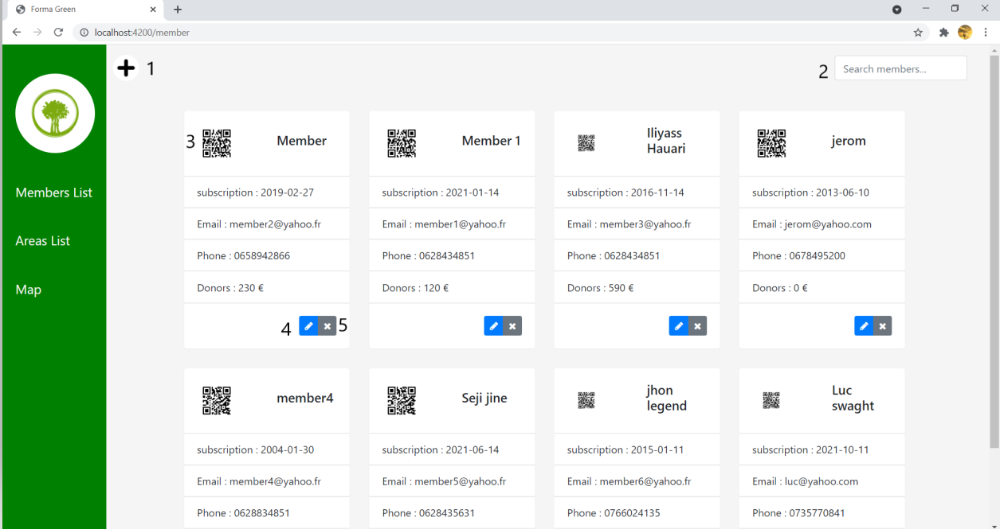 Forma Green
localhost:4200/member
1
2 Search members...
Members List
Areas List
Map
3 Member
subscription : 2019-02-27
Email : member2@yahoo.fr
Phone : 0658942866
Donors : 230 €
4 5
Member 1
subscription : 2021-01-14
Email : member1@yahoo.fr
Phone : 0628434851
Donors : 120 €
Iliyass
Hauari
subscription : 2016-11-14
Email : member3@yahoo.fr
Phone : 0628434851
Donors : 590 €
jerom
subscription : 2013-06-10
Email : jerom@yahoo.com
Phone : 0678495200
Donors : 0 €
member4
subscription : 2004-01-30
Email : member4@yahoo.fr
Phone : 0628834851
Seji jine
subscription : 2021-06-14
Email : member5@yahoo.fr
Phone : 0628435631
jhon
legend
subscription : 2015-01-11
Email : member6@yahoo.fr
Phone : 0766024135
Luc
swaght
subscription : 2021-10-11
Email : luc@yahoo.com
Phone : 0735770841